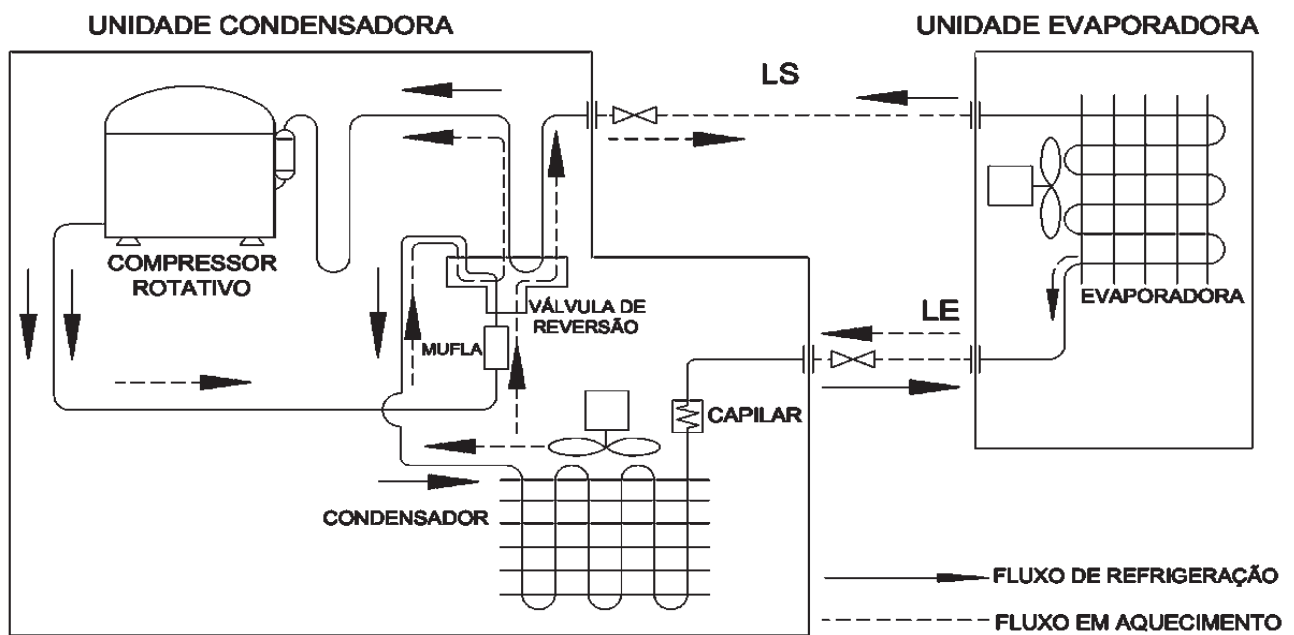 UNIDADE CONDENSADORA
UNIDADE EVAPORADORA
LS
COMPRESSOR
ROTATIVO
VÁLVULA DE
REVERSÃO
MUFLA
EVAPORADORA
LE
CAPILAR
CONDENSADOR
FLUXO DE REFRIGERAÇÃO
FLUXO EM AQUECIMENTO